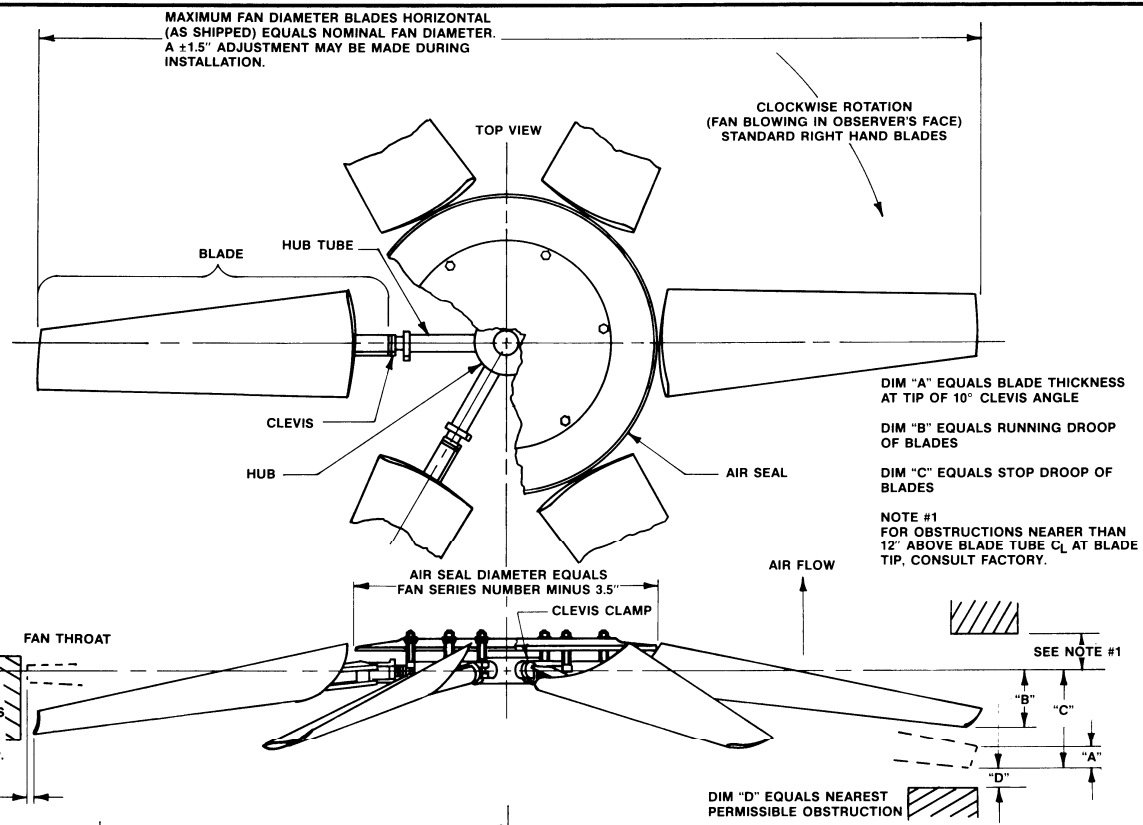 MAXIMUM FAN DIAMETER BLADES HORIZONTAL
(AS SHIPPED) EQUALS NOMINAL FAN DIAMETER.
A ±1.5" ADJUSTMENT MAY BE MADE DURING
INSTALLATION.
CLOCKWISE ROTATION
(FAN BLOWING IN OBSERVER'S FACE)
STANDARD RIGHT HAND BLADES
TOP VIEW
HUB TUBE
BLADE
CLEVIS
HUB
AIR SEAL
DIM "A" EQUALS BLADE THICKNESS
AT TIP OF 10° CLEVIS ANGLE
DIM "B" EQUALS RUNNING DROOP
OF BLADES
DIM "C" EQUALS STOP DROOP OF
BLADES
NOTE #1
FOR OBSTRUCTIONS NEARER THAN
12" ABOVE BLADE TUBE CL AT BLADE
TIP, CONSULT FACTORY.
AIR SEAL DIAMETER EQUALS
FAN SERIES NUMBER MINUS 3.5"
AIR FLOW
CLEVIS CLAMP
FAN THROAT
SEE NOTE #1
"B"
"C"
S
"A"
"D"
DIM "D" EQUALS NEAREST
PERMISSIBLE OBSTRUCTION